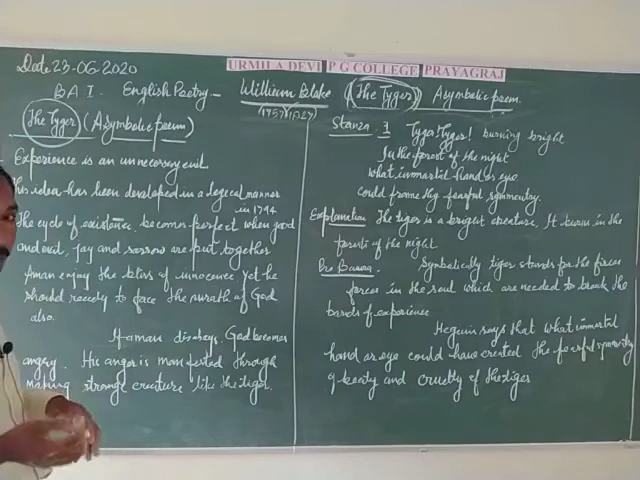 URMILA DEVI P G COLLEGE PRAYAGRAJ
Date 23-06-2020
BA I. English Poetry - William Blake (The Tyger) A symbolic poem.
(1757) (1827)
(The Tyger) (A symbolic poem)
Experience is an unnecessary evil
This idea has been developed in a logical manner
in 1794
The cycle of existance becomes perfect when good
and evil, joy and sorrow are put together
A man enjoy the bliss of innocence yet he
should ready to face the wrath of God
also.
If a man disobeys. God becomes
angry. His anger is manifested through
making strange creature like the tiger.
Stanza 1 Tyger! Tyger! burning bright
In the forest of the night
what immortal hand or eye
Could frame thy fearful symmetry.
Explanation The tiger is a bright creature, It burn in the
forest of the night
Symbolically tiger stands for the fierce
forces in the soul which are needed to break the
bonds of experience
He again says that what immortal
hand or eye could have created the fearful symmetry
of beauty and cruelty of the tiger